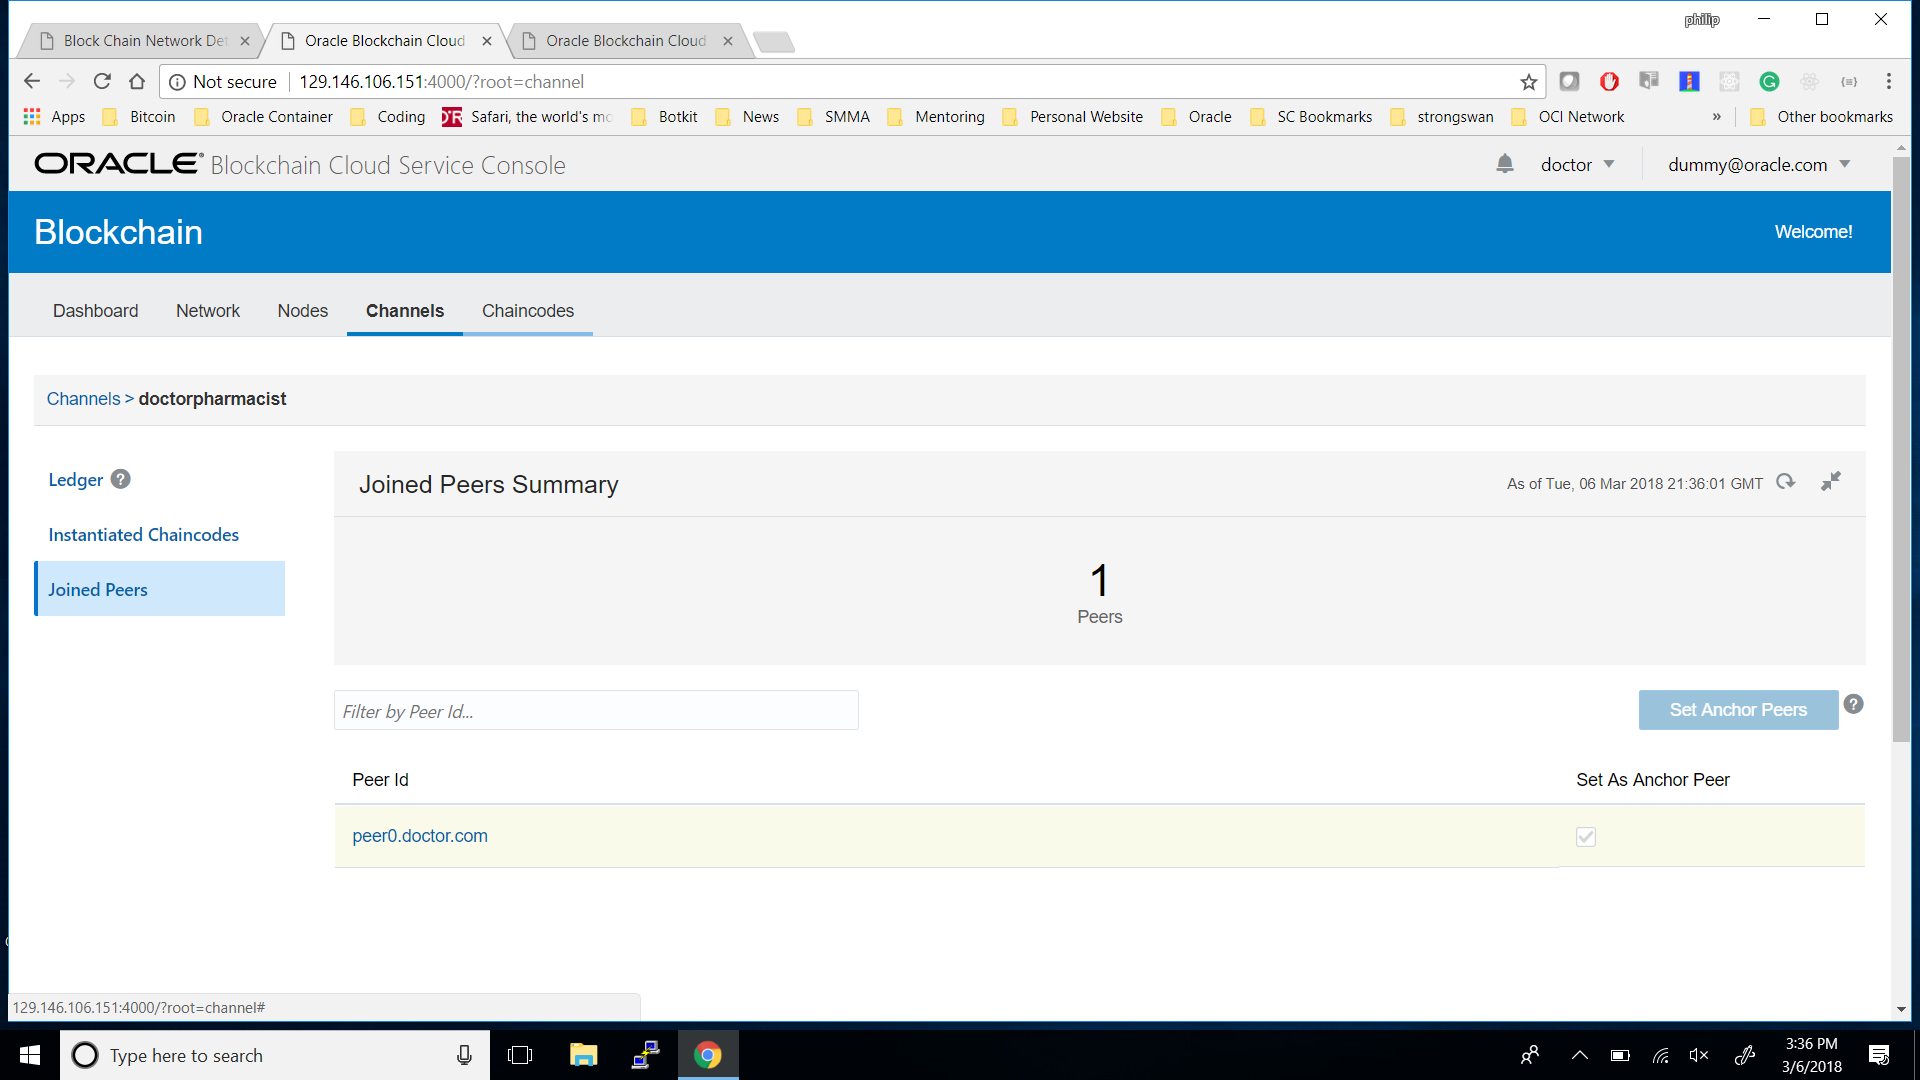 philip
Block Chain Network Det
Oracle Blockchain Cloud
Oracle Blockchain Cloud
Not secure 129.146.106.151:4000/?root=channel
Apps Bitcoin Oracle Container Coding Safari, the world's mo Botkit News SMMA Mentoring Personal Website Oracle SC Bookmarks strongswan OCI Network » Other bookmarks
ORACLE® Blockchain Cloud Service Console doctor dummy@oracle.com
Blockchain Welcome!
Dashboard Network Nodes Channels Chaincodes
Channels > doctorpharmacist
Ledger ?
Instantiated Chaincodes
Joined Peers
Joined Peers Summary As of Tue, 06 Mar 2018 21:36:01 GMT
1
Peers
Filter by Peer Id... Set Anchor Peers ?
Peer Id Set As Anchor Peer
peer0.doctor.com
129.146.106.151:4000/?root=channel#
Type here to search
3:36 PM
3/6/2018